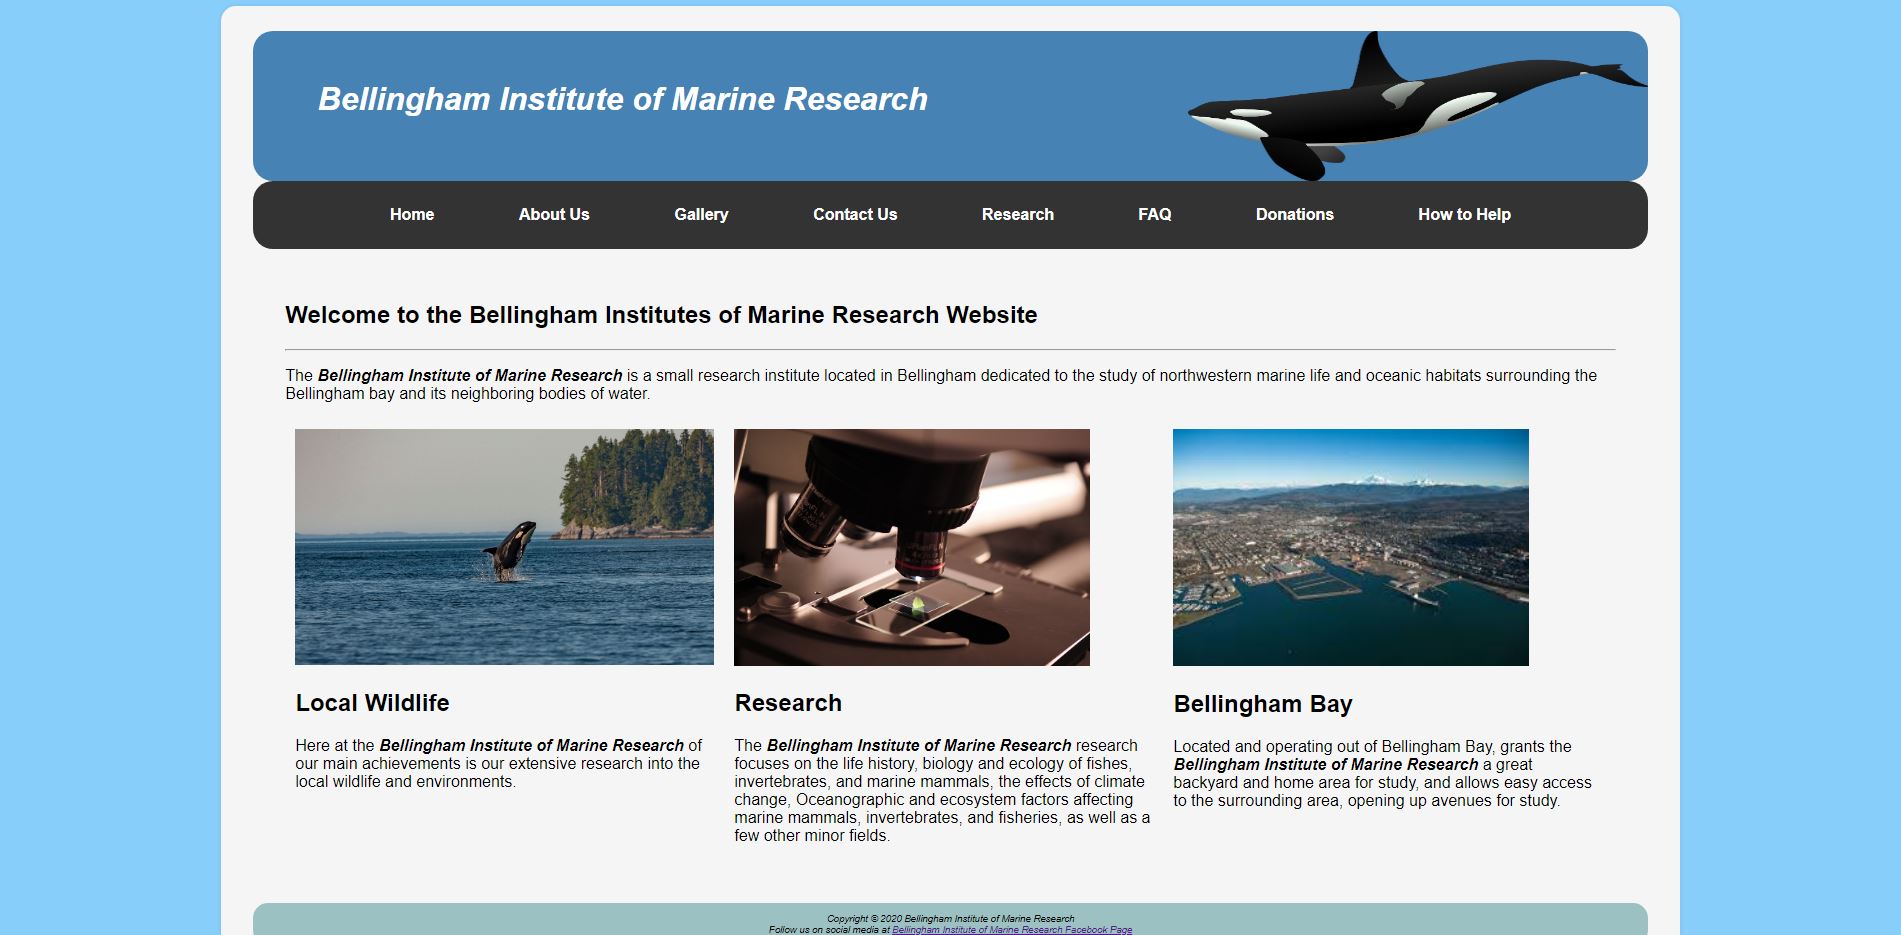 Bellingham Institute of Marine Research
Home About Us Gallery Contact Us Research FAQ Donations How to Help
Welcome to the Bellingham Institutes of Marine Research Website
The Bellingham Institute of Marine Research is a small research institute located in Bellingham dedicated to the study of northwestern marine life and oceanic habitats surrounding the
Bellingham bay and its neighboring bodies of water.
Local Wildlife
Here at the Bellingham Institute of Marine Research of
our main achievements is our extensive research into the
local wildlife and environments.
Research
The Bellingham Institute of Marine Research research
focuses on the life history, biology and ecology of fishes,
invertebrates, and marine mammals, the effects of climate
change, Oceanographic and ecosystem factors affecting
marine mammals, invertebrates, and fisheries, as well as a
few other minor fields.
Bellingham Bay
Located and operating out of Bellingham Bay, grants the
Bellingham Institute of Marine Research a great
backyard and home area for study, and allows easy access
to the surrounding area, opening up avenues for study.
Copyright © 2020 Bellingham Institute of Marine Research
Follow us on social media at Bellingham Institute of Marine Research Facebook Page